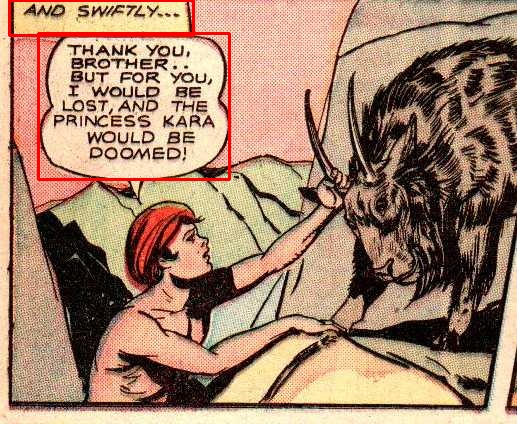 AND SWIFTLY...
THANK YOU,
BROTHER..
BUT FOR YOU,
I WOULD BE
LOST, AND THE
PRINCESS KARA
WOULD BE
DOOMED!